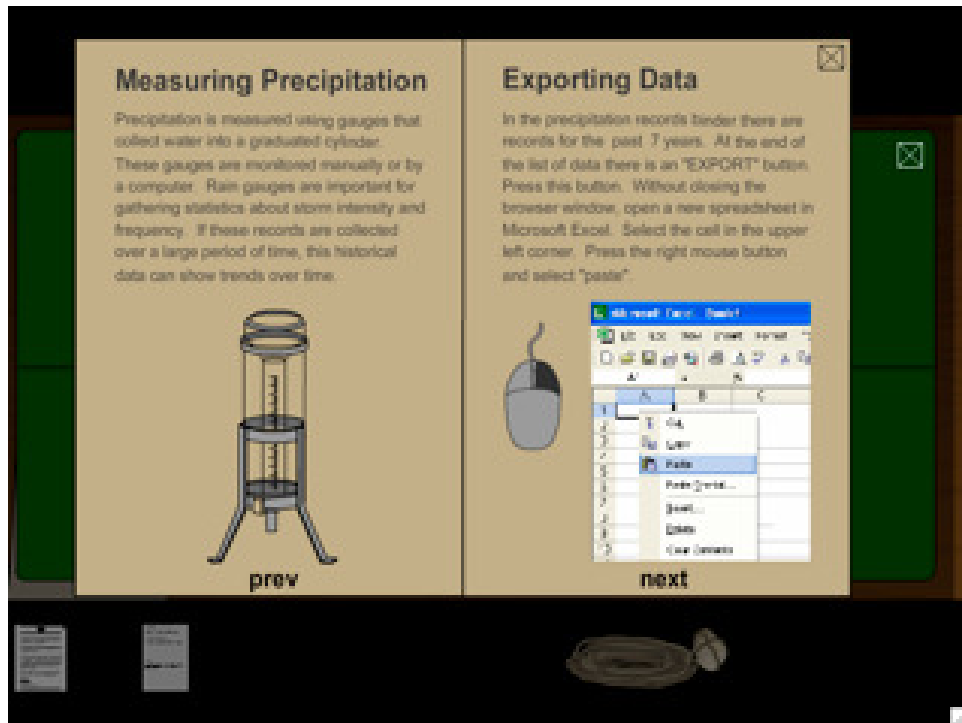 Measuring Precipitation
Precipitation is measured using gauges that
collect water into a graduated cylinder.
These gauges are monitored manually or by
a computer. Rain gauges are important for
gathering statistics about storm intensity and
frequency. If these records are collected
over a large period of time, this historical
data can show trends over time.
prev
Exporting Data
In the precipitation records binder there are
records for the past 7 years. At the end of
the list of data there is an "EXPORT" button.
Press this button. Without closing the
browser window, open a new spreadsheet in
Microsoft Excel. Select the cell in the upper
left corner. Press the right mouse button
and select "paste".
A B C
1
2
Paste
Delete
next